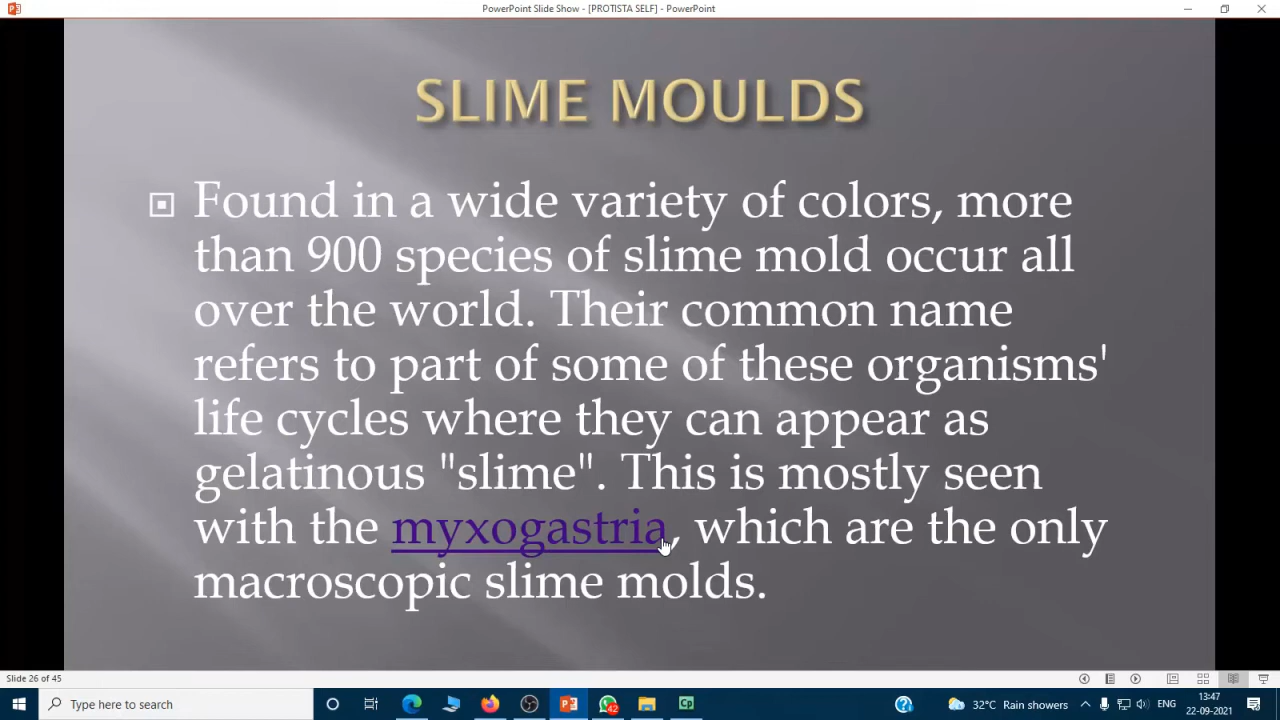 PowerPoint Slide Show - [PROTISTA SELF] - PowerPoint
SLIME MOULDS
Found in a wide variety of colors, more
than 900 species of slime mold occur all
over the world. Their common name
refers to part of some of these organisms'
life cycles where they can appear as
gelatinous "slime". This is mostly seen
with the myxogastria, which are the only
macroscopic slime molds.
Slide 26 of 45
Type here to search
42
Cp
32°C Rain showers
ENG
13:47
22-09-2021